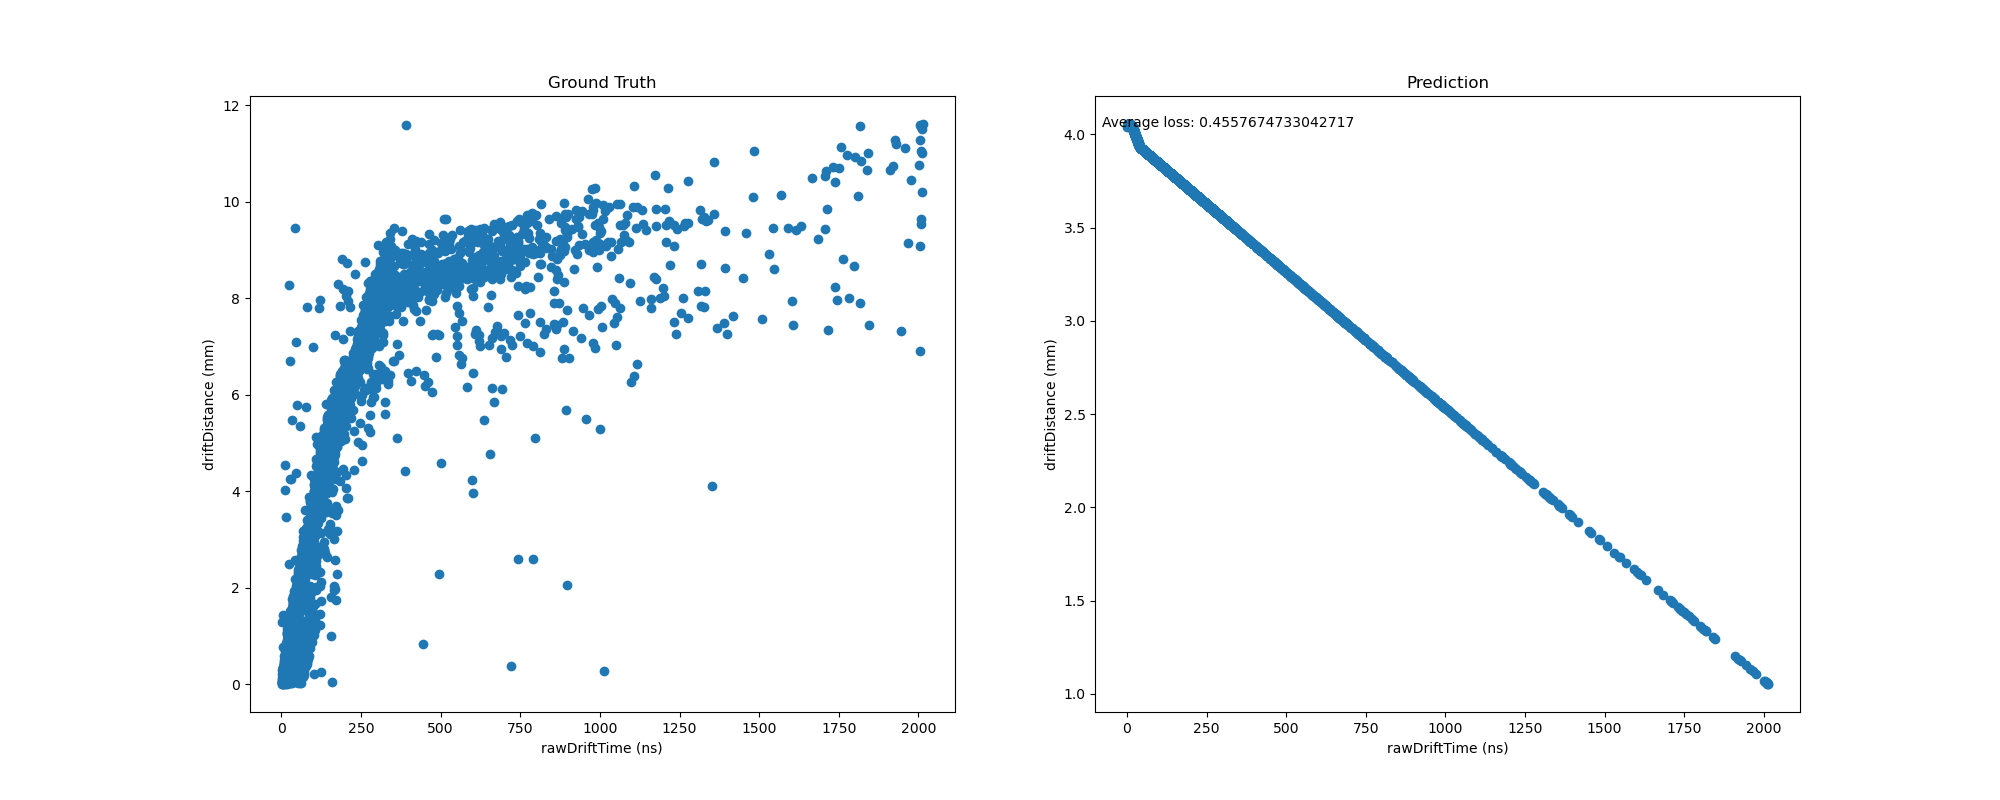 Ground Truth
driftDistance (mm)
12
10
8
6
4
2
0
0 250 500 750 1000 1250 1500 1750 2000
rawDriftTime (ns)
Prediction
Average loss: 0.4557674733042717
driftDistance (mm)
4.0
3.5
3.0
2.5
2.0
1.5
1.0
0 250 500 750 1000 1250 1500 1750 2000
rawDriftTime (ns)